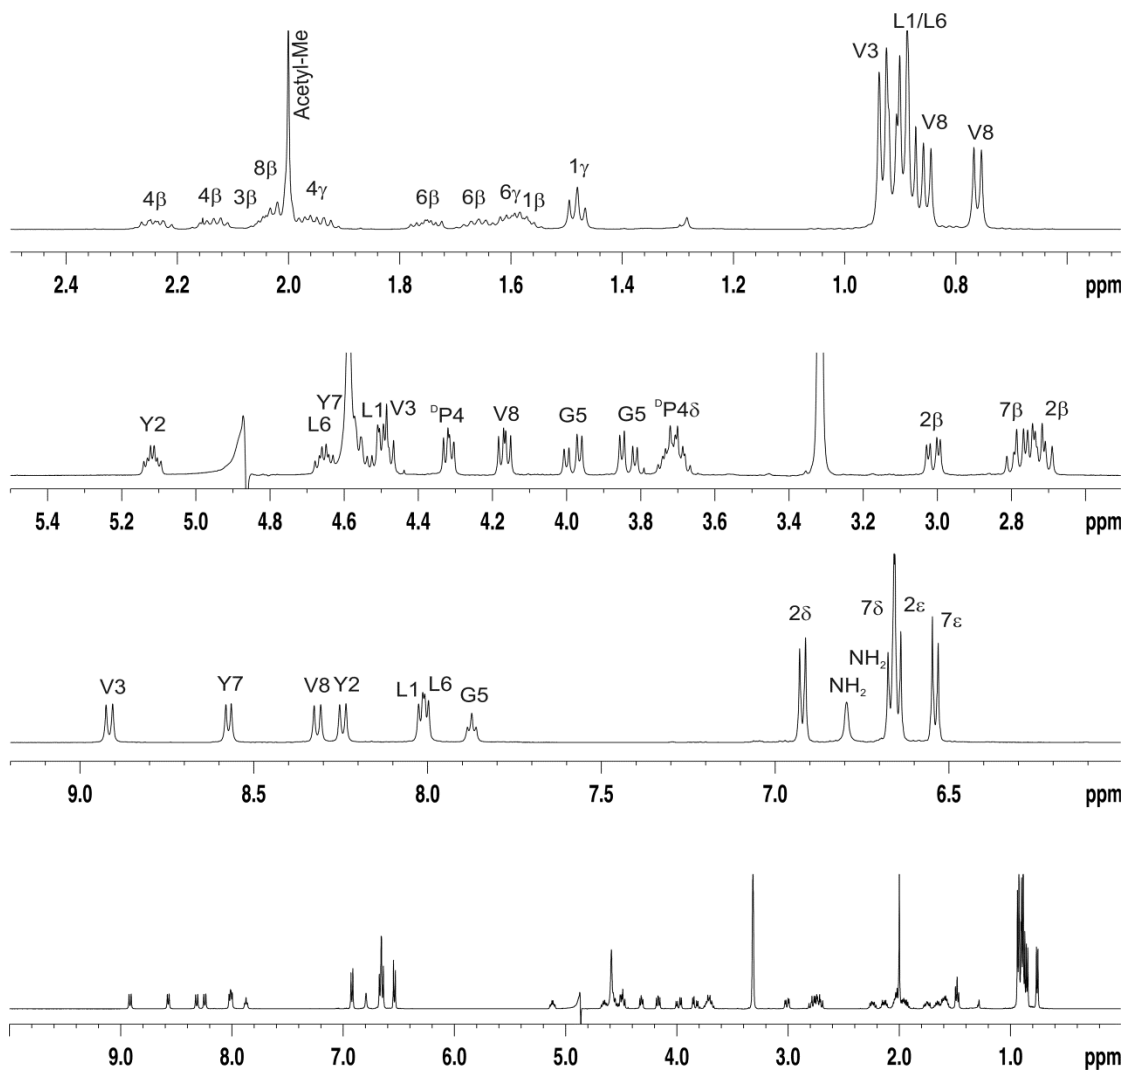 L1/L6
V3
Acetyl-Me
V8
V8
8β
4β
4β
3β
4γ
6β
6β
6γ
1β
1γ
2.4 2.2 2.0 1.8 1.6 1.4 1.2 1.0 0.8 ppm
Y2
L6
Y7
L1
V3
ᴰP4
V8
G5
G5
ᴰP4δ
2β
7β
2β
5.4 5.2 5.0 4.8 4.6 4.4 4.2 4.0 3.8 3.6 3.4 3.2 3.0 2.8 ppm
V3
Y7
V8
Y2
L1
L6
G5
2δ
NH₂
NH₂
7δ
2ε
7ε
9.0 8.5 8.0 7.5 7.0 6.5 ppm
9.0 8.0 7.0 6.0 5.0 4.0 3.0 2.0 1.0 ppm